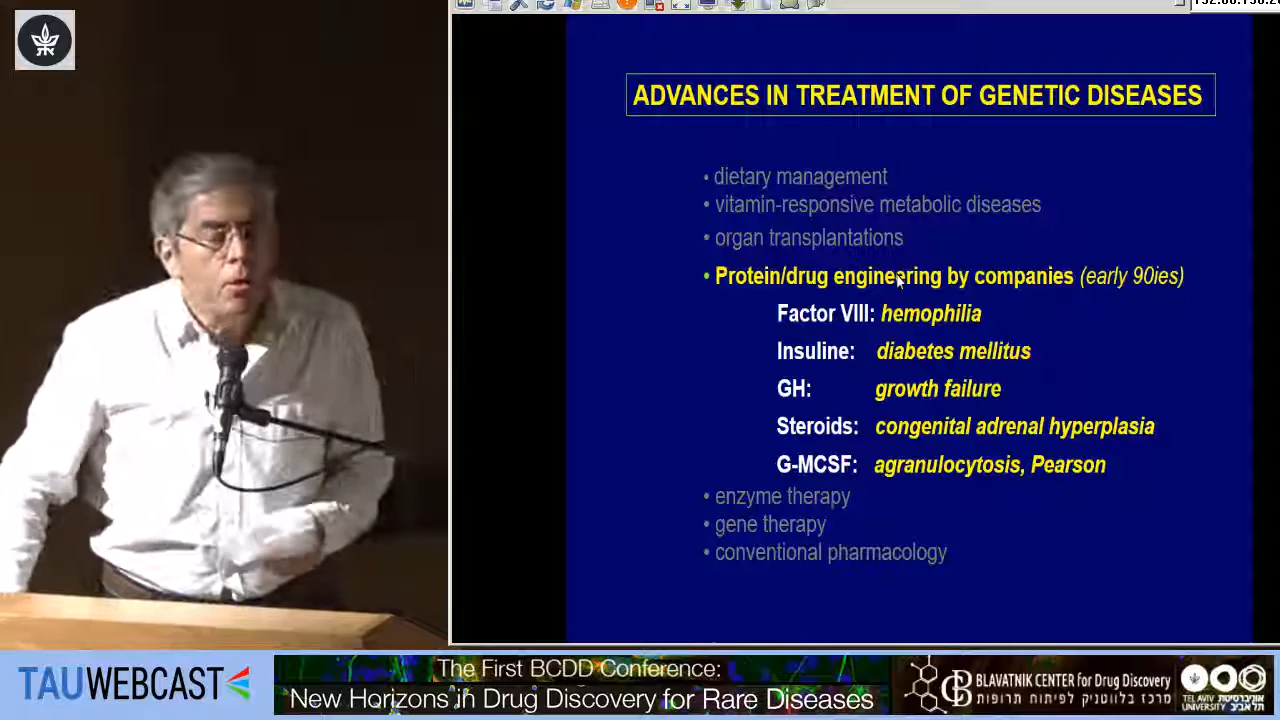 ADVANCES IN TREATMENT OF GENETIC DISEASES
• dietary management
• vitamin-responsive metabolic diseases
• organ transplantations
• Protein/drug engineering by companies (early 90ies)
Factor VIII: hemophilia
Insuline: diabetes mellitus
GH: growth failure
Steroids: congenital adrenal hyperplasia
G-MCSF: agranulocytosis, Pearson
• enzyme therapy
• gene therapy
• conventional pharmacology
TAUWEBCAST
The First BCDD Conference:
New Horizons in Drug Discovery for Rare Diseases
BLAVATNIK CENTER for Drug Discovery
מרכז בלווטניק לפיתוח תרופות
TEL AVIV UNIVERSITY
אוניברסיטת תל אביב